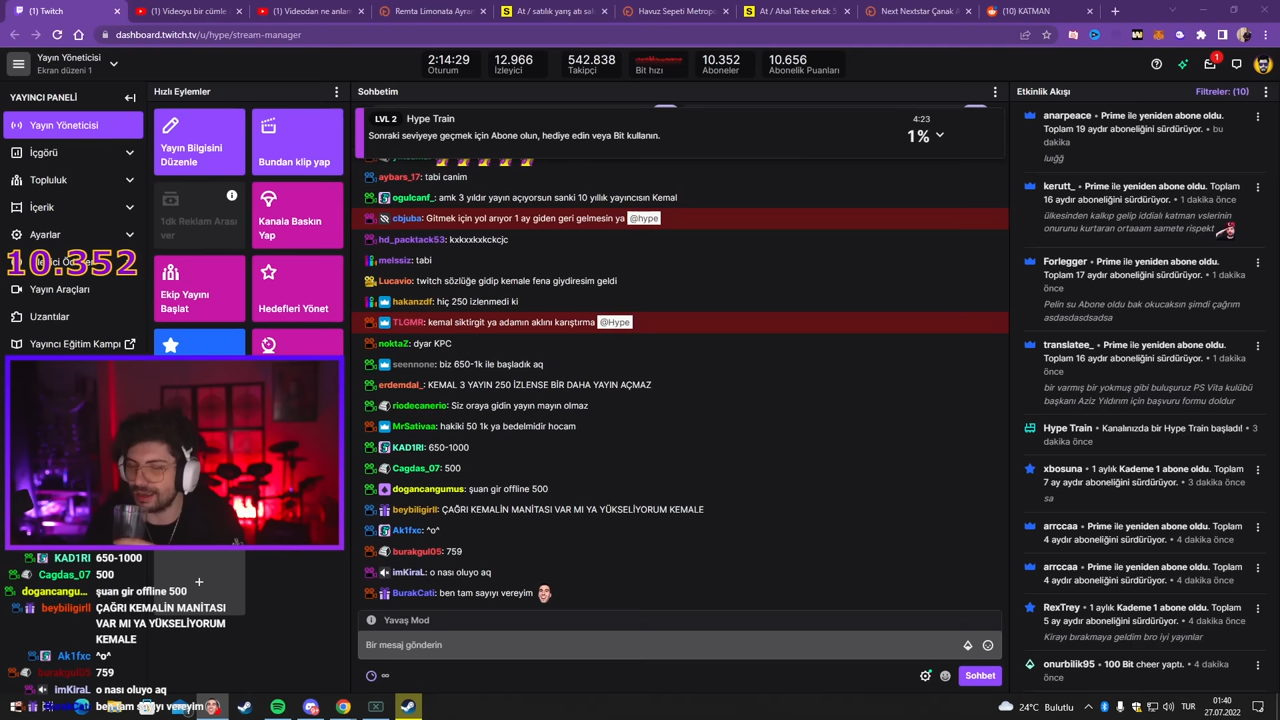 (1) Twitch
(1) Videoyu bir cümle
(1) Videodan ne anlam
Remta Limonata Ayran
At / satılık yarış atı sah
Havuz Sepeti Metropo
At / Ahal Teke erkek 5
Next Nextstar Çanak A
(10) KATMAN
dashboard.twitch.tv/u/hype/stream-manager
Yayın Yöneticisi
Ekran düzeni 1
2:14:29
Oturum
12.966
İzleyici
542.838
Takipçi
Bit hızı
10.352
Aboneler
10.656
Abonelik Puanları
1
YAYINCI PANELİ
Yayın Yöneticisi
İçgörü
Topluluk
İçerik
Ayarlar
10.352
Yayın Araçları
Uzantılar
Yayıncı Eğitim Kampı
Hızlı Eylemler
Yayın Bilgisini
Düzenle
Bundan klip yap
1dk Reklam Arası
ver
Kanala Baskın
Yap
Ekip Yayını
Başlat
Hedefleri Yönet
KAD1RI 650-1000
Cagdas_07: 500
dogancangu... şuan gir offline 500
beybiligirll: ÇAĞRI KEMALİN MANİTASI
VAR MI YA YÜKSELİYORUM
KEMALE
Ak1fxc: ^o^
burakgul05: 759
imKiraL o nası oluyo aq
ben tam sayıyı vereyim
Sohbetim
LVL 2 Hype Train
Sonraki seviyeye geçmek için Abone olun, hediye edin veya Bit kullanın.
4:23
1%
aybars_17: tabi canim
ogulcanf_: amk 3 yıldır yayın açıyorsun sanki 10 yıllık yayıncısın Kemal
cbjuba: Gitmek için yol arıyor 1 ay giden geri gelmesin ya @hype
hd_packtack53: kxkxxkxkckcjc
melssiz: tabi
Lucavio: twitch sözlüğe gidip kemale fena giydiresim geldi
hakanzdf: hiç 250 izlenmedi ki
TLGMR: kemal siktirgit ya adamın aklını karıştırma @Hype
noktaZ: dyar KPC
seennone: biz 650-1k ile başladık aq
erdemdal_: KEMAL 3 YAYIN 250 İZLENSE BİR DAHA YAYIN AÇMAZ
riodecanerio: Siz oraya gidin yayın mayın olmaz
MrSativaa: hakiki 50 1k ya bedelmidir hocam
KAD1RI: 650-1000
Cagdas_07: 500
dogancangumus: şuan gir offline 500
beybigirll: ÇAĞRI KEMALİN MANİTASI VAR MI YA YÜKSELİYORUM KEMALE
Ak1fxc: ^o^
burakgul05: 759
imKiraL: o nası oluyo aq
BurakCati: ben tam sayıyı vereyim
Yavaş Mod
Bir mesaj gönderin
Sohbet
Etkinlik Akışı
Filtreler: (10)
anarpeace • Prime ile yeniden abone oldu.
Toplam 19 aydır aboneliğini sürdürüyor. • bu
dakika
luığğ
kerutt_ • Prime ile yeniden abone oldu. Toplam
16 aydır aboneliğini sürdürüyor. • 1 dakika önce
ülkesinden kalkıp gelip iddialı katman vslerinin
onurunu kurtaran ortaaam samete rispekt
Forlegger • Prime ile yeniden abone oldu.
Toplam 17 aydır aboneliğini sürdürüyor. • 1 dakika
önce
Pelin su Abone oldu bak okucaksın şimdi çağrım
asdasdasdsadsa
translatee_ • Prime ile yeniden abone oldu.
Toplam 16 aydır aboneliğini sürdürüyor. • 1 dakika
önce
bir varmış bir yokmuş gibi buluşuruz PS Vita kulübü
başkanı Aziz Yıldırım için başvuru formu doldur
Hype Train • Kanalınızda bir Hype Train başladı! • 3
dakika önce
xbosuna • 1 aylık Kademe 1 abone oldu. Toplam
7 ay aydır aboneliğini sürdürüyor. • 3 dakika önce
sa
arrccaa • Prime ile yeniden abone oldu. Toplam
4 aydır aboneliğini sürdürüyor. • 4 dakika önce
arrccaa • Prime ile yeniden abone oldu. Toplam
4 aydır aboneliğini sürdürüyor. • 4 dakika önce
RexTrey • 1 aylık Kademe 1 abone oldu. Toplam
5 ay aydır aboneliğini sürdürüyor. • 4 dakika önce
Kirayı bırakmaya geldim bro iyi yayınlar
onurbilik95 • 100 Bit cheer yaptı. • 4 dakika
önce
24°C Bulutlu
TUR
01:40
27.07.2022